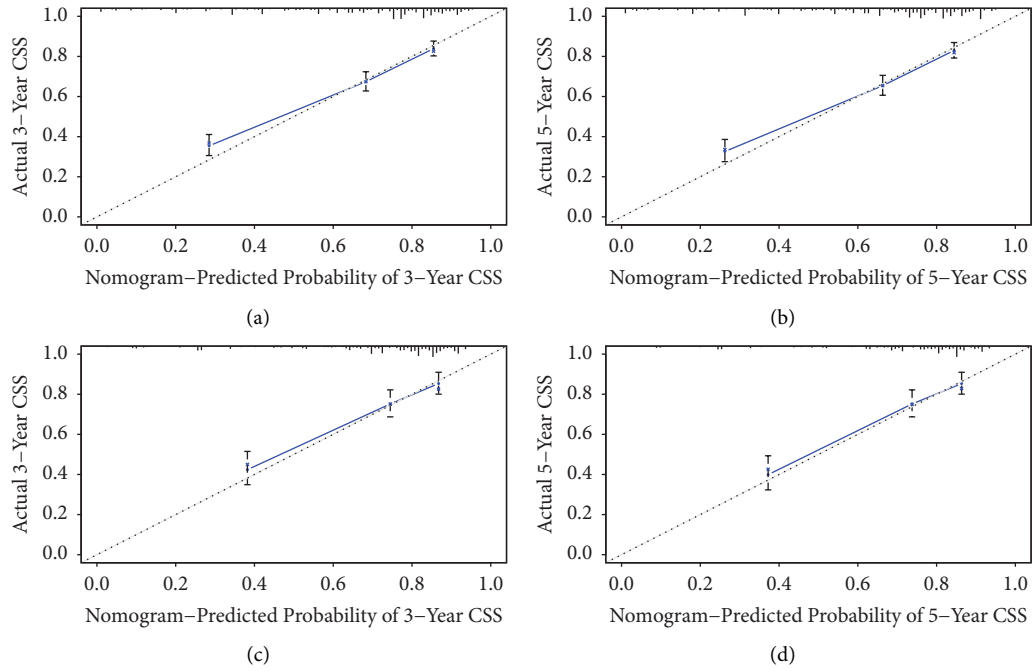 1.0
0.8
0.6
0.4
0.2
0.0
Actual 3−Year CSS
0.0 0.2 0.4 0.6 0.8 1.0
Nomogram−Predicted Probability of 3−Year CSS
(a)
1.0
0.8
0.6
0.4
0.2
0.0
Actual 5−Year CSS
0.0 0.2 0.4 0.6 0.8 1.0
Nomogram−Predicted Probability of 5−Year CSS
(b)
1.0
0.8
0.6
0.4
0.2
0.0
Actual 3−Year CSS
0.0 0.2 0.4 0.6 0.8 1.0
Nomogram−Predicted Probability of 3−Year CSS
(c)
1.0
0.8
0.6
0.4
0.2
0.0
Actual 5−Year CSS
0.0 0.2 0.4 0.6 0.8 1.0
Nomogram−Predicted Probability of 5−Year CSS
(d)